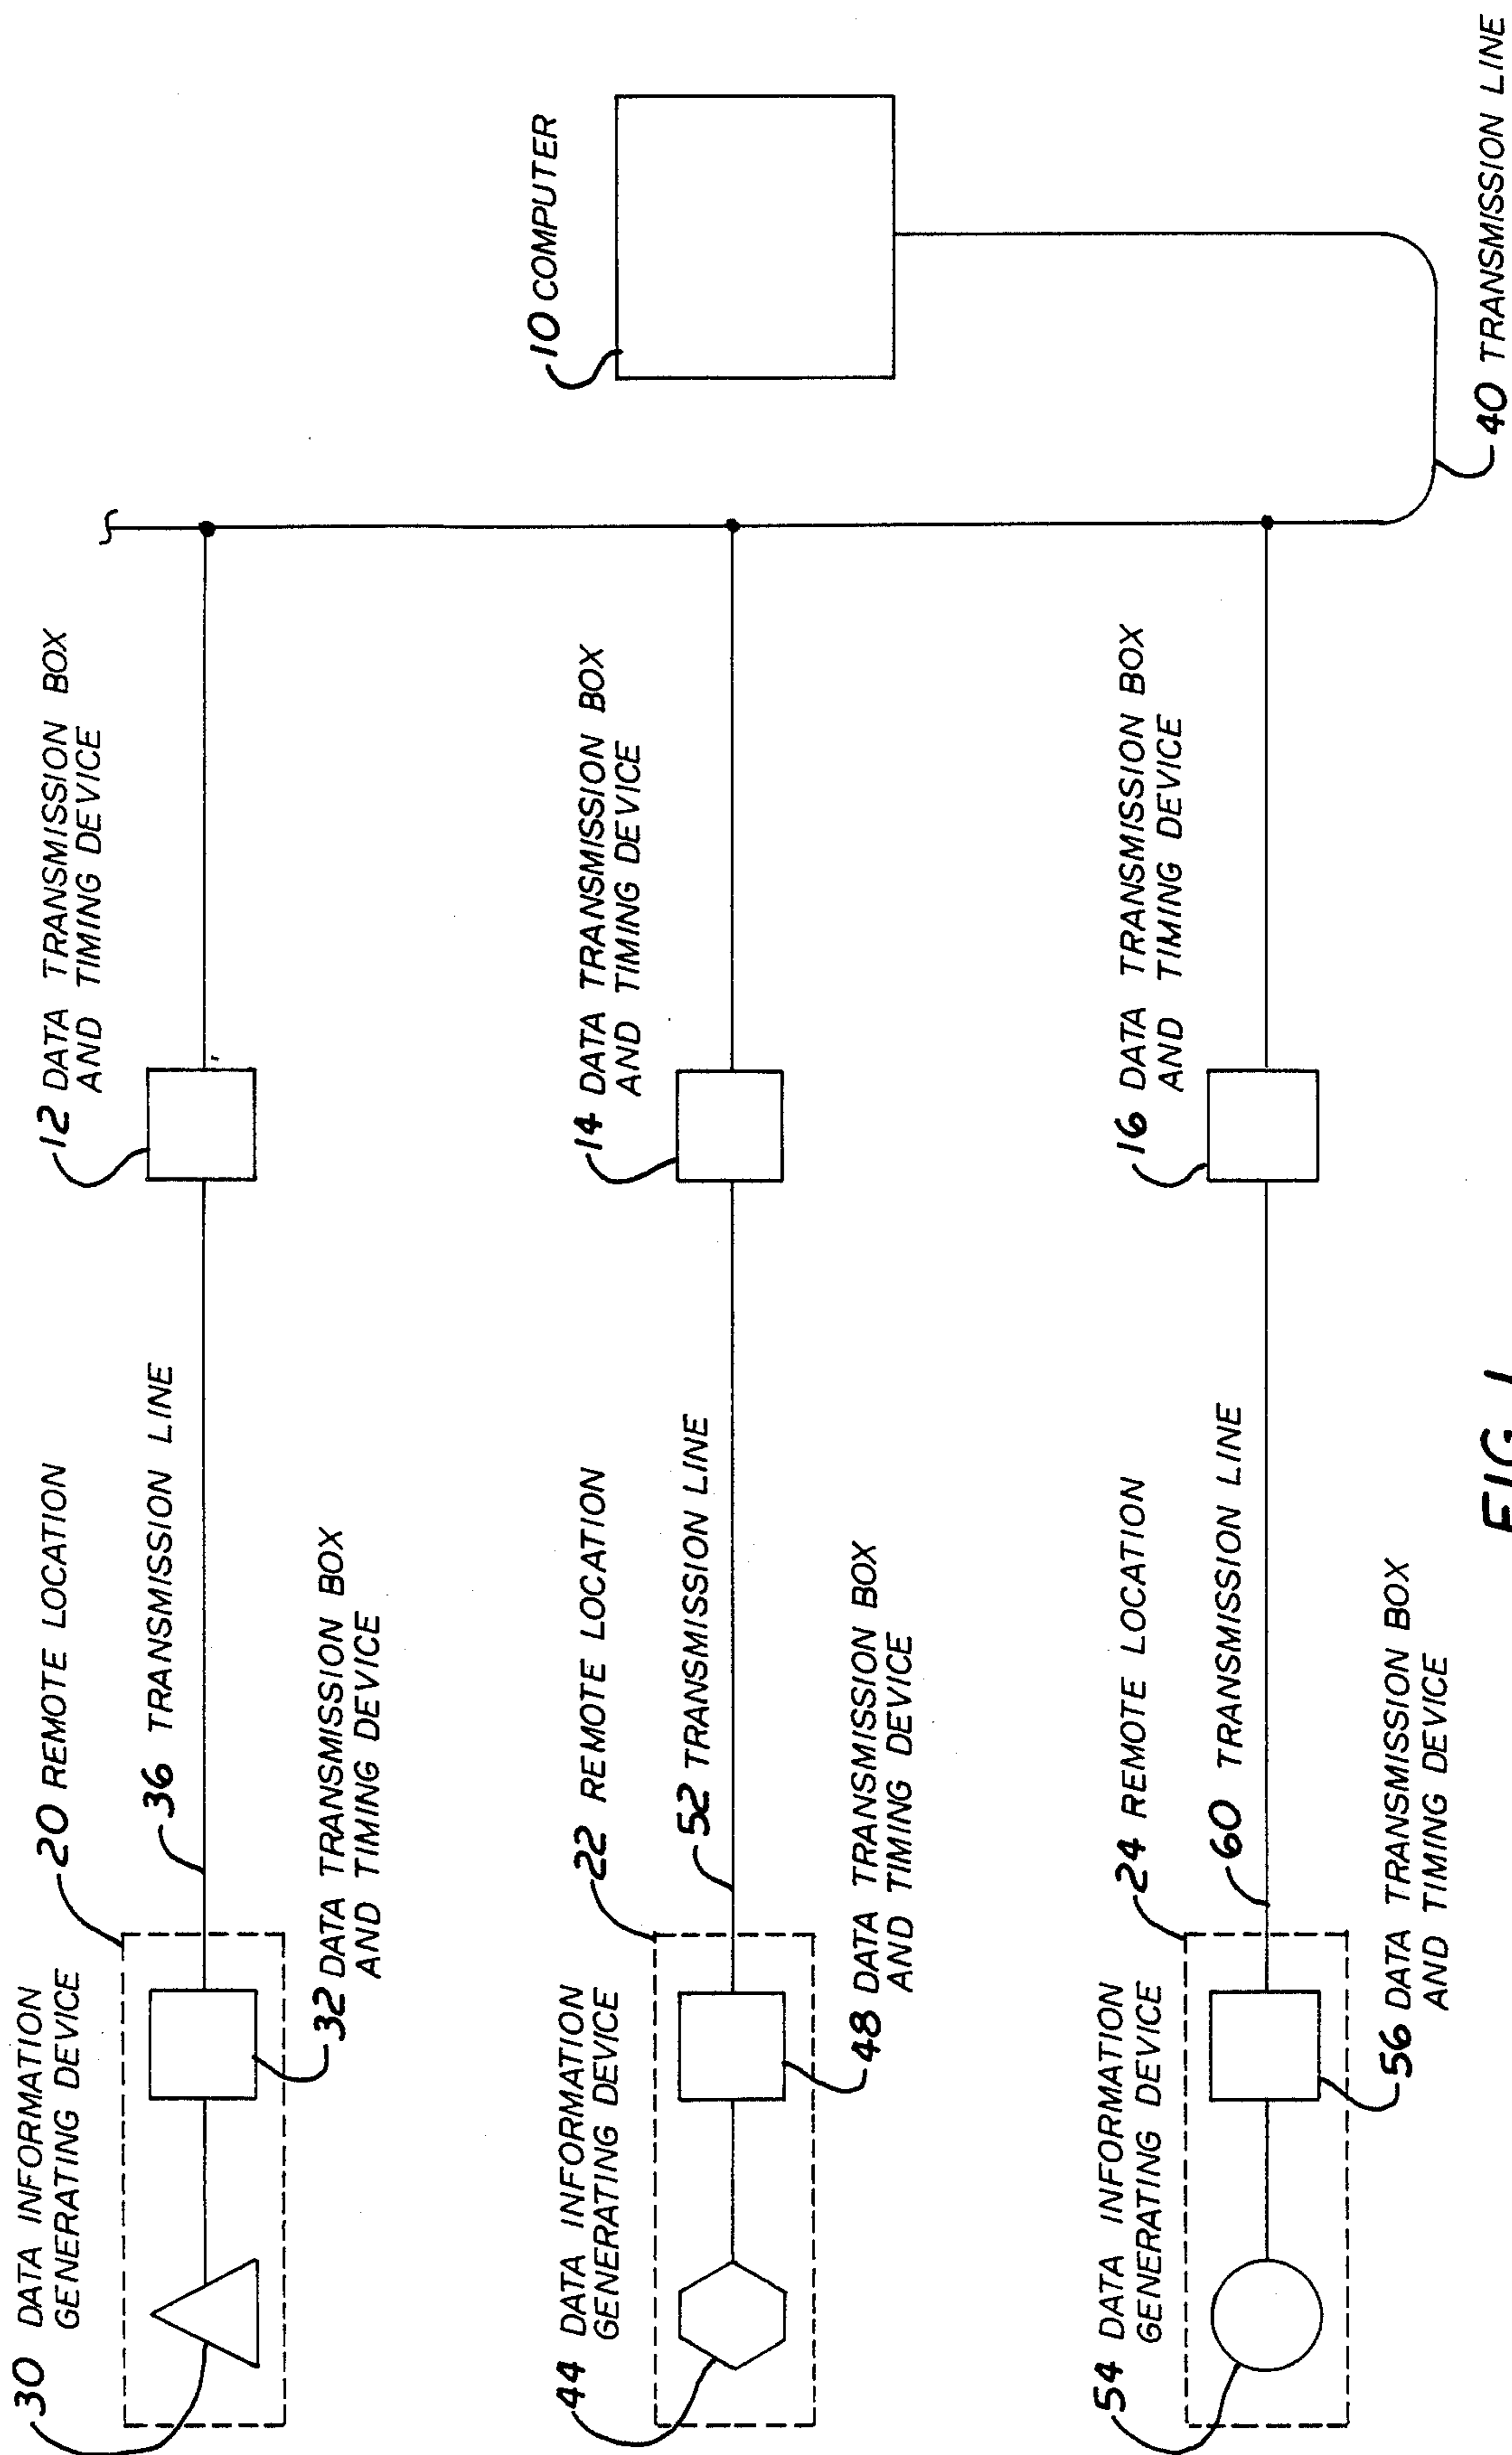 30 DATA INFORMATION
GENERATING DEVICE
20 REMOTE LOCATION
36 TRANSMISSION LINE
32 DATA TRANSMISSION BOX
AND TIMING DEVICE
12 DATA TRANSMISSION BOX
AND TIMING DEVICE
10 COMPUTER
44 DATA INFORMATION
GENERATING DEVICE
22 REMOTE LOCATION
52 TRANSMISSION LINE
48 DATA TRANSMISSION BOX
AND TIMING DEVICE
14 DATA TRANSMISSION BOX
AND TIMING DEVICE
54 DATA INFORMATION
GENERATING DEVICE
24 REMOTE LOCATION
60 TRANSMISSION LINE
56 DATA TRANSMISSION BOX
AND TIMING DEVICE
16 DATA TRANSMISSION BOX
AND TIMING DEVICE
40 TRANSMISSION LINE
FIG. 1